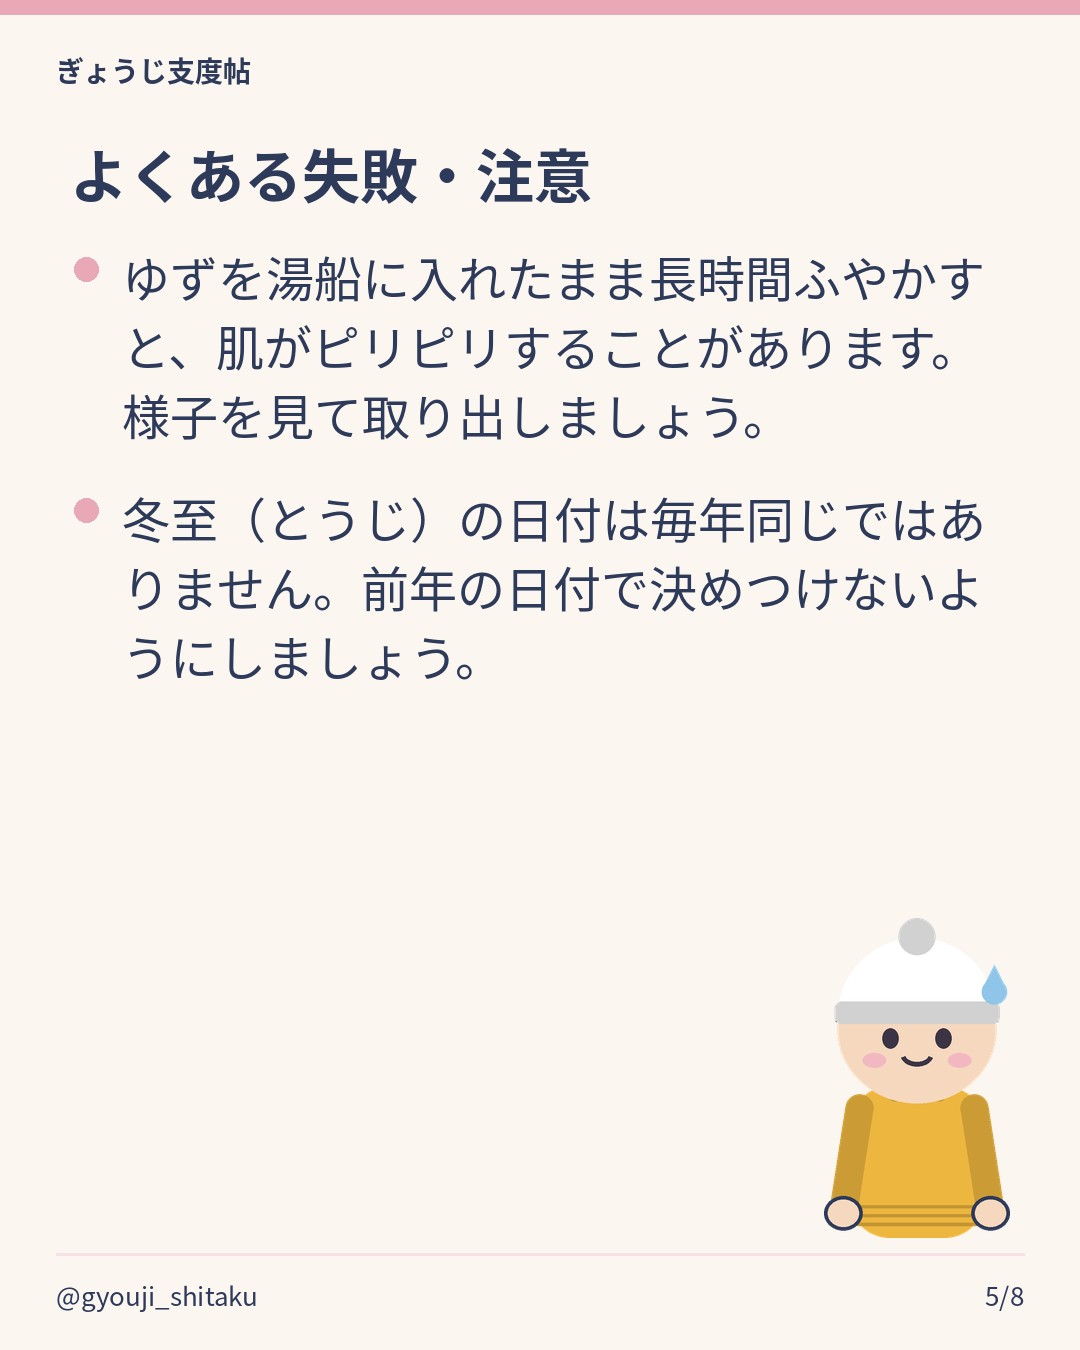 ぎょうじ支度帖
よくある失敗・注意
ゆずを湯船に入れたまま長時間ふやかす
と、肌がピリピリすることがあります。
様子を見て取り出しましょう。
冬至（とうじ）の日付は毎年同じではあ
りません。前年の日付で決めつけないよ
うにしましょう。
@gyouji_shitaku
5/8